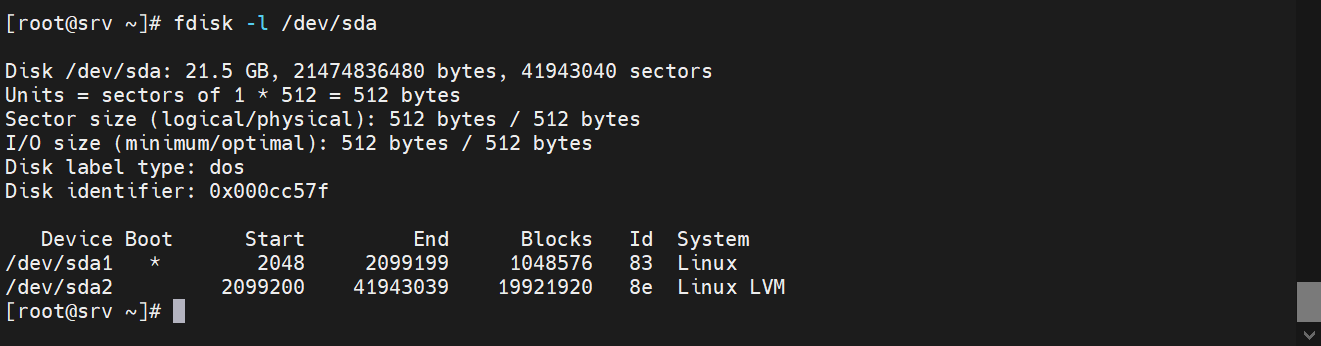 [root@srv ~]# fdisk -l /dev/sda
Disk /dev/sda: 21.5 GB, 21474836480 bytes, 41943040 sectors
Units = sectors of 1 * 512 = 512 bytes
Sector size (logical/physical): 512 bytes / 512 bytes
I/O size (minimum/optimal): 512 bytes / 512 bytes
Disk label type: dos
Disk identifier: 0x000cc57f
   Device Boot      Start         End      Blocks   Id  System
/dev/sda1   *        2048     2099199     1048576   83  Linux
/dev/sda2         2099200    41943039    19921920   8e  Linux LVM
[root@srv ~]#